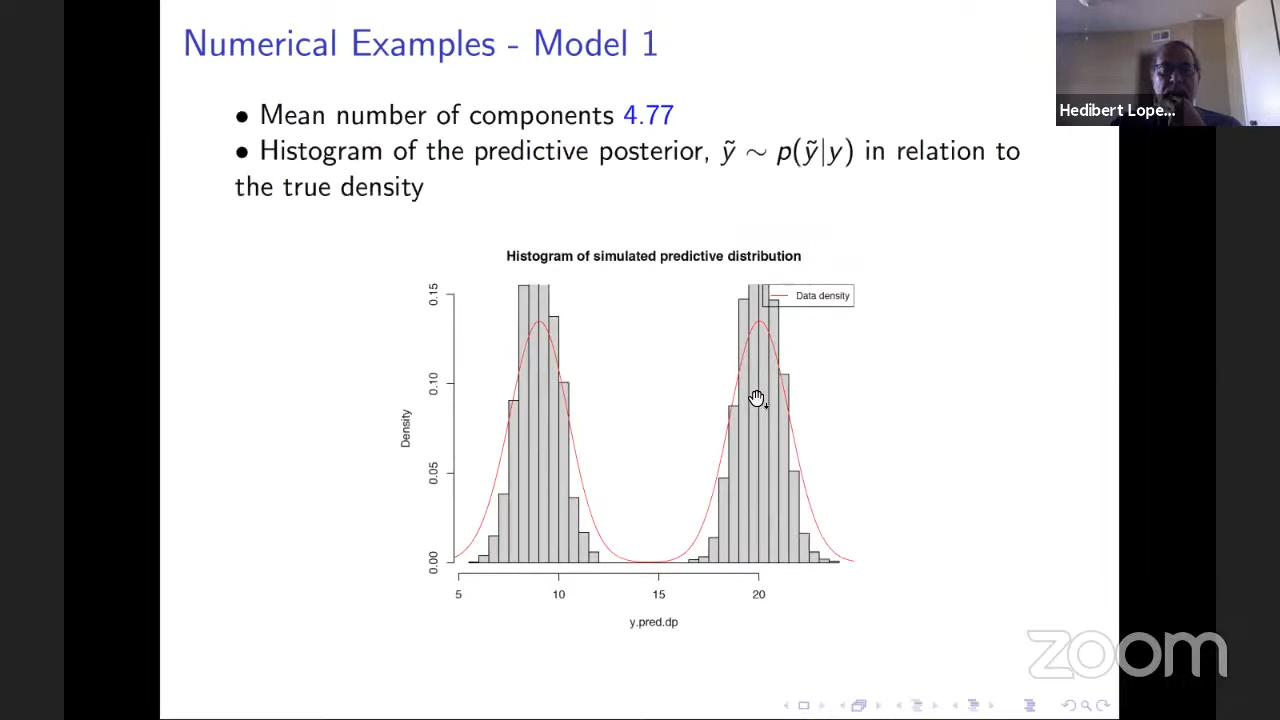 Numerical Examples - Model 1
Hedibert Lope...
• Mean number of components 4.77
• Histogram of the predictive posterior, ỹ ∼ p(ỹ|y) in relation to
the true density
Histogram of simulated predictive distribution
Data density
0.15
0.10
0.05
0.00
Density
5 10 15 20
y.pred.dp
zoom